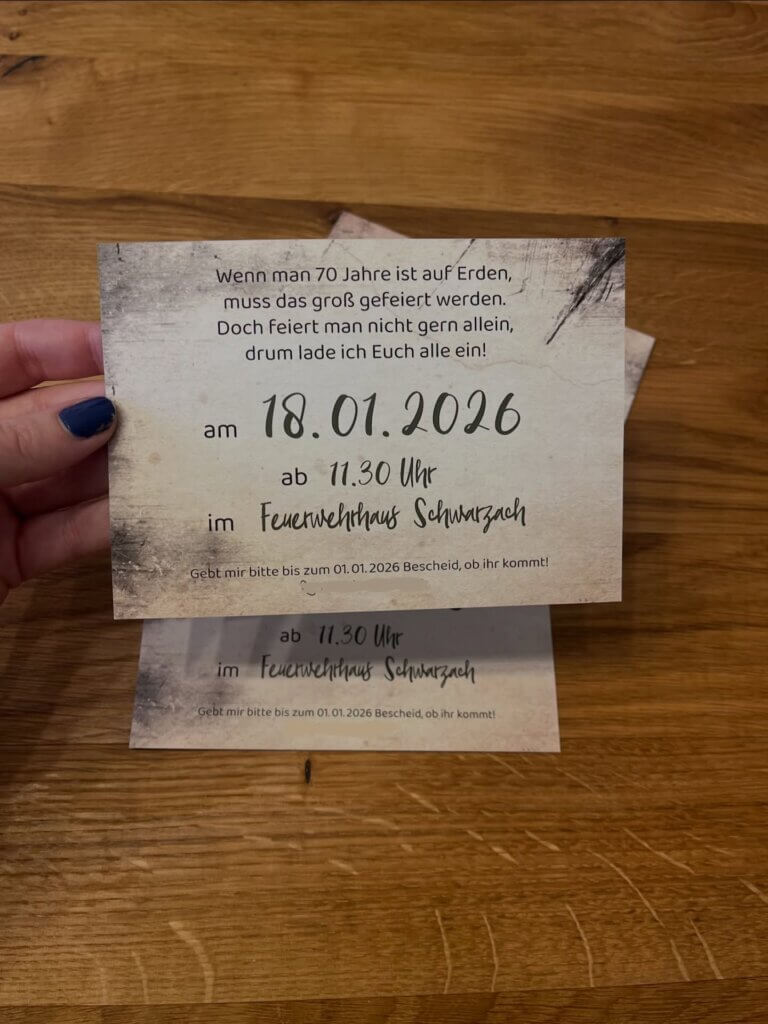 Wenn man 70 Jahre ist auf Erden,
muss das groß gefeiert werden.
Doch feiert man nicht gern allein,
drum lade ich Euch alle ein!
am 18.01.2026
ab 11.30 Uhr
im Feuerwehrhaus Schwarzach
Gebt mir bitte bis zum 01.01.2026 Bescheid, ob ihr kommt!
ab 11.30 Uhr
im Feuerwehrhaus Schwarzach
Gebt mir bitte bis zum 01.01.2026 Bescheid, ob ihr kommt!